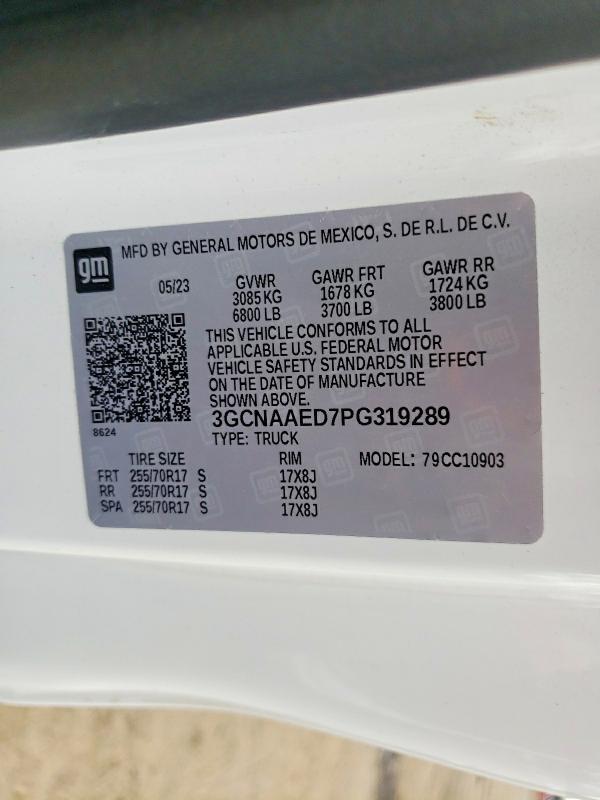 gm
MFD BY GENERAL MOTORS DE MEXICO, S. DE R.L. DE C.V.
05/23 GVWR GAWR FRT GAWR RR
3085 KG 1678 KG 1724 KG
6800 LB 3700 LB 3800 LB
THIS VEHICLE CONFORMS TO ALL
APPLICABLE U.S. FEDERAL MOTOR
VEHICLE SAFETY STANDARDS IN EFFECT
ON THE DATE OF MANUFACTURE
SHOWN ABOVE.
8624
3GCNAAED7PG319289
TYPE: TRUCK
TIRE SIZE RIM MODEL: 79CC10903
FRT 255/70R17 S 17X8J
RR 255/70R17 S 17X8J
SPA 255/70R17 S 17X8J